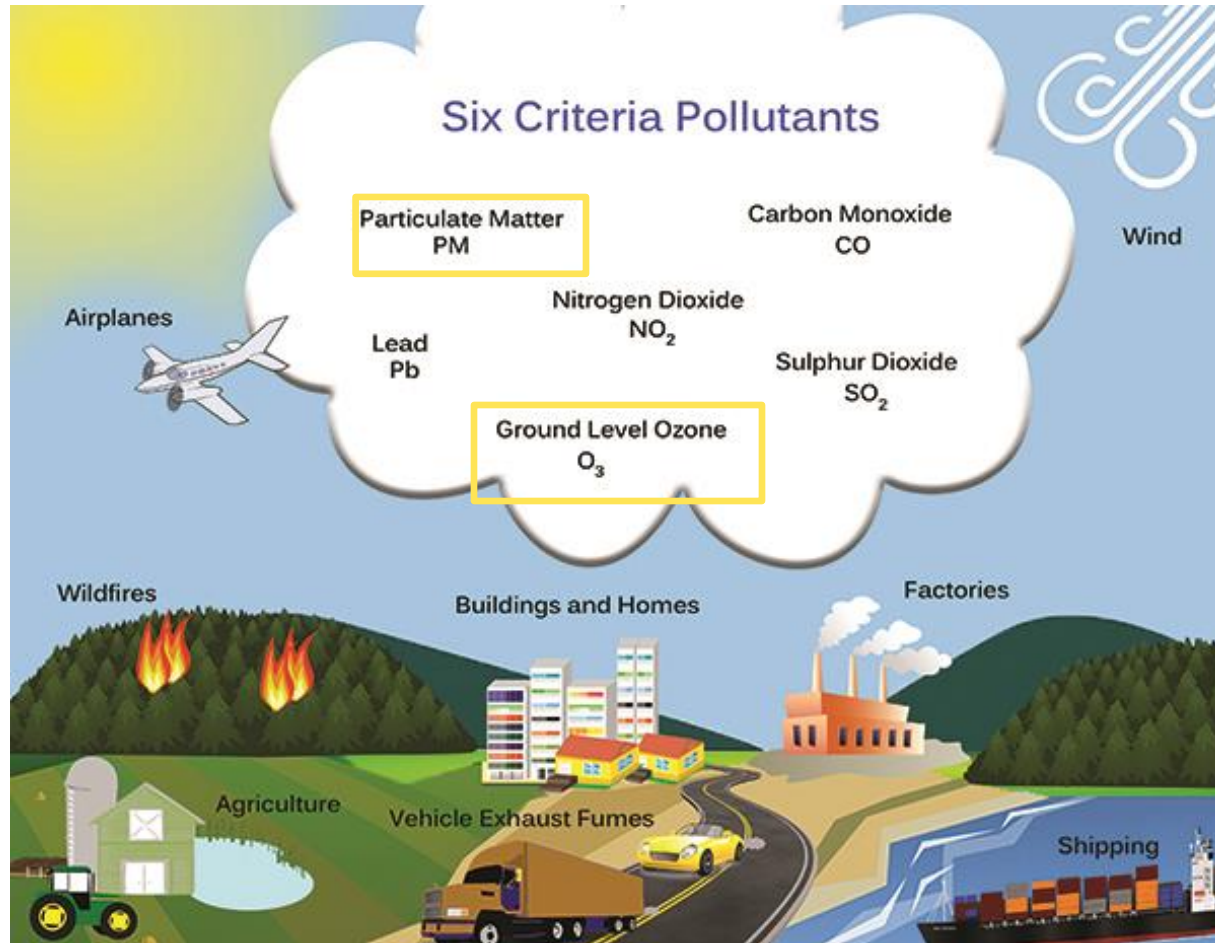 Six Criteria Pollutants
Particulate Matter
PM
Carbon Monoxide
CO
Wind
Nitrogen Dioxide
NO₂
Airplanes
Lead
Pb
Sulphur Dioxide
SO₂
Ground Level Ozone
O₃
Wildfires
Buildings and Homes
Factories
Agriculture
Vehicle Exhaust Fumes
Shipping